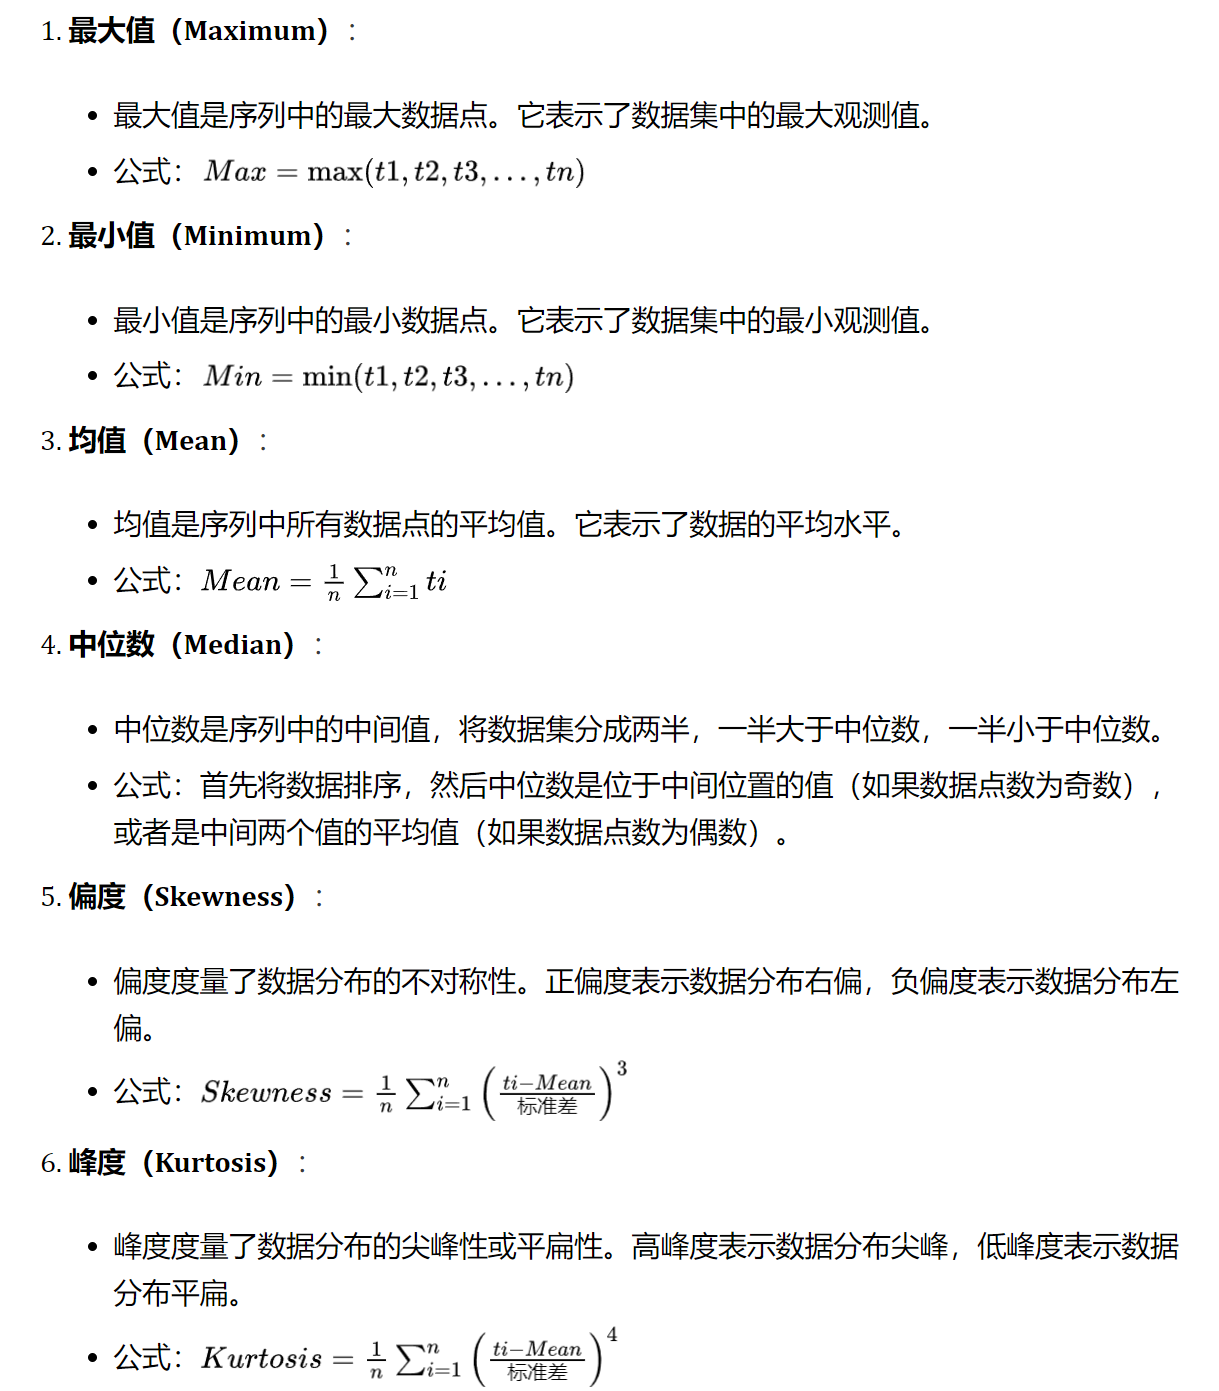 1. 最大值（Maximum）：
• 最大值是序列中的最大数据点。它表示了数据集中的最大观测值。
• 公式： Max = max(t1, t2, t3, . . . , tn)
2. 最小值（Minimum）：
• 最小值是序列中的最小数据点。它表示了数据集中的最小观测值。
• 公式： Min = min(t1, t2, t3, . . . , tn)
3. 均值（Mean）：
• 均值是序列中所有数据点的平均值。它表示了数据的平均水平。
• 公式：Mean = \frac{1}{n} \sum_{i=1}^{n} ti
4. 中位数（Median）：
• 中位数是序列中的中间值，将数据集分成两半，一半大于中位数，一半小于中位数。
• 公式：首先将数据排序，然后中位数是位于中间位置的值（如果数据点数为奇数），
或者是中间两个值的平均值（如果数据点数为偶数）。
5. 偏度（Skewness）：
• 偏度度量了数据分布的不对称性。正偏度表示数据分布右偏，负偏度表示数据分布左
偏。
• 公式：Skewness = \frac{1}{n} \sum_{i=1}^{n} \left( \frac{ti-Mean}{标准差} \right)^3
6. 峰度（Kurtosis）：
• 峰度度量了数据分布的尖峰性或平扁性。高峰度表示数据分布尖峰，低峰度表示数据
分布平扁。
• 公式：Kurtosis = \frac{1}{n} \sum_{i=1}^{n} \left( \frac{ti-Mean}{标准差} \right)^4